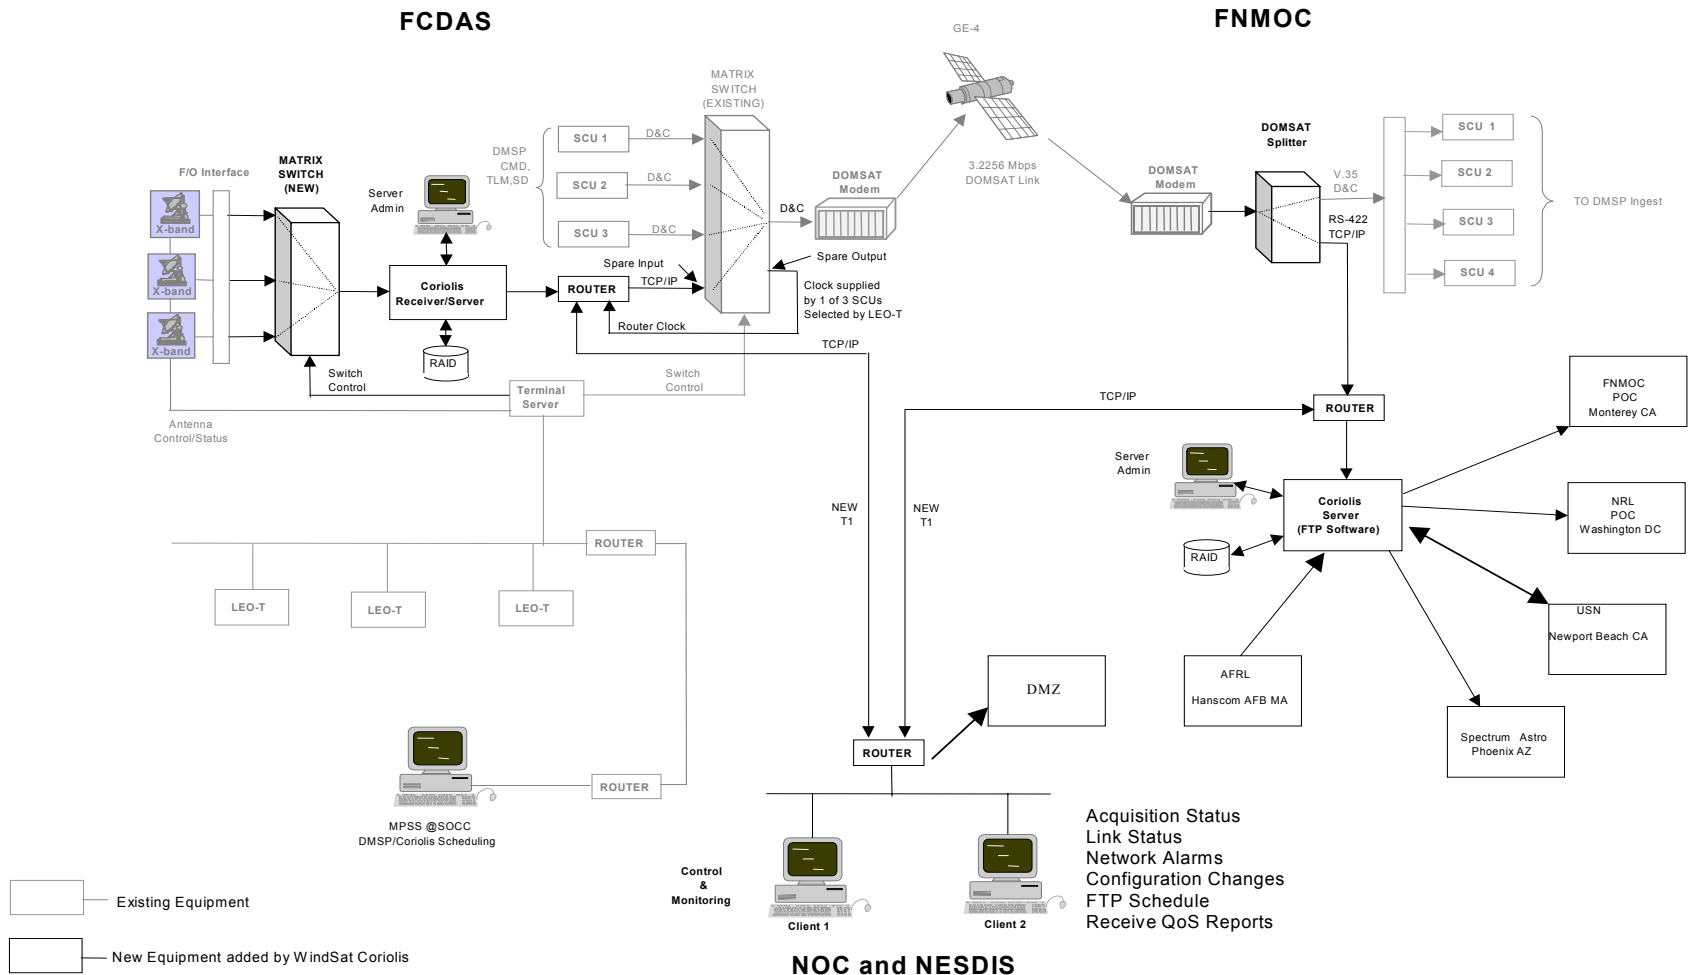 FCDAS
FNMOC
GE-4
MATRIX
SWITCH
(EXISTING)
SCU 1
D&C
DMSP
CMD,
TLM,SD
SCU 2
D&C
SCU 3
D&C
F/O Interface
MATRIX
SWITCH
(NEW)
Server
Admin
X-band
X-band
X-band
Coriolis
Receiver/Server
RAID
Spare Input
ROUTER
TCP/IP
Router Clock
D&C
DOMSAT
Modem
Spare Output
Clock supplied
by 1 of 3 SCUs
Selected by LEO-T
TCP/IP
3.2256 Mbps
DOMSAT Link
DOMSAT
Modem
DOMSAT
Splitter
V.35
D&C
RS-422
TCP/IP
SCU 1
SCU 2
SCU 3
SCU 4
TO DMSP Ingest
Switch
Control
Terminal
Server
Switch
Control
Antenna
Control/Status
TCP/IP
ROUTER
FNMOC
POC
Monterey CA
Server
Admin
Coriolis
Server
(FTP Software)
RAID
NRL
POC
Washington DC
USN
Newport Beach CA
AFRL
Hanscom AFB MA
Spectrum Astro
Phoenix AZ
NEW
T1
NEW
T1
ROUTER
LEO-T
LEO-T
LEO-T
DMZ
ROUTER
ROUTER
MPSS @SOCC
DMSP/Coriolis Scheduling
Control
&
Monitoring
Client 1
Client 2
Acquisition Status
Link Status
Network Alarms
Configuration Changes
FTP Schedule
Receive QoS Reports
Existing Equipment
New Equipment added by WindSat Coriolis
NOC and NESDIS